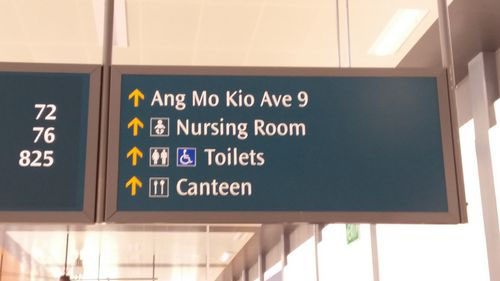 72
76
825
Ang Mo Kio Ave 9
Nursing Room
Toilets
Canteen